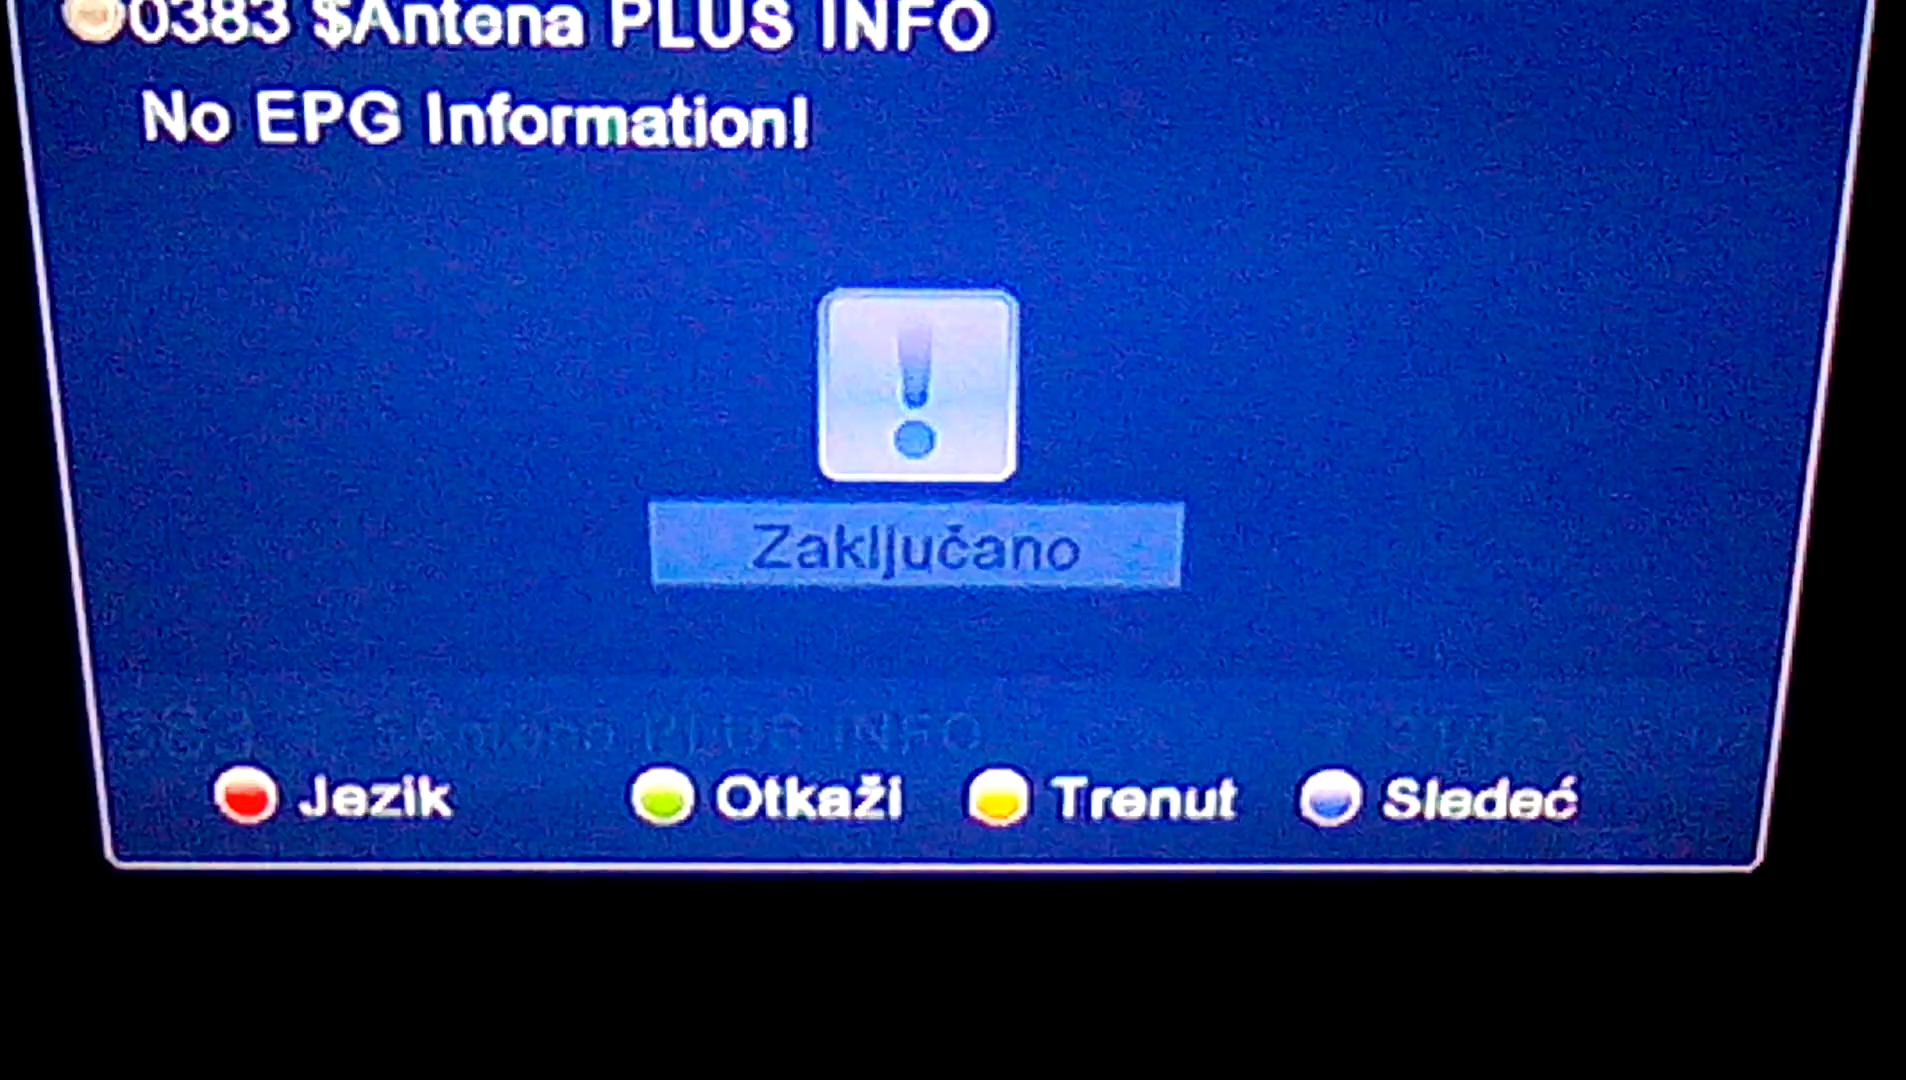 0383 $Antena PLUS INFO
No EPG Information!
Zaključano
Jezik Otkaži Trenut Sledeć